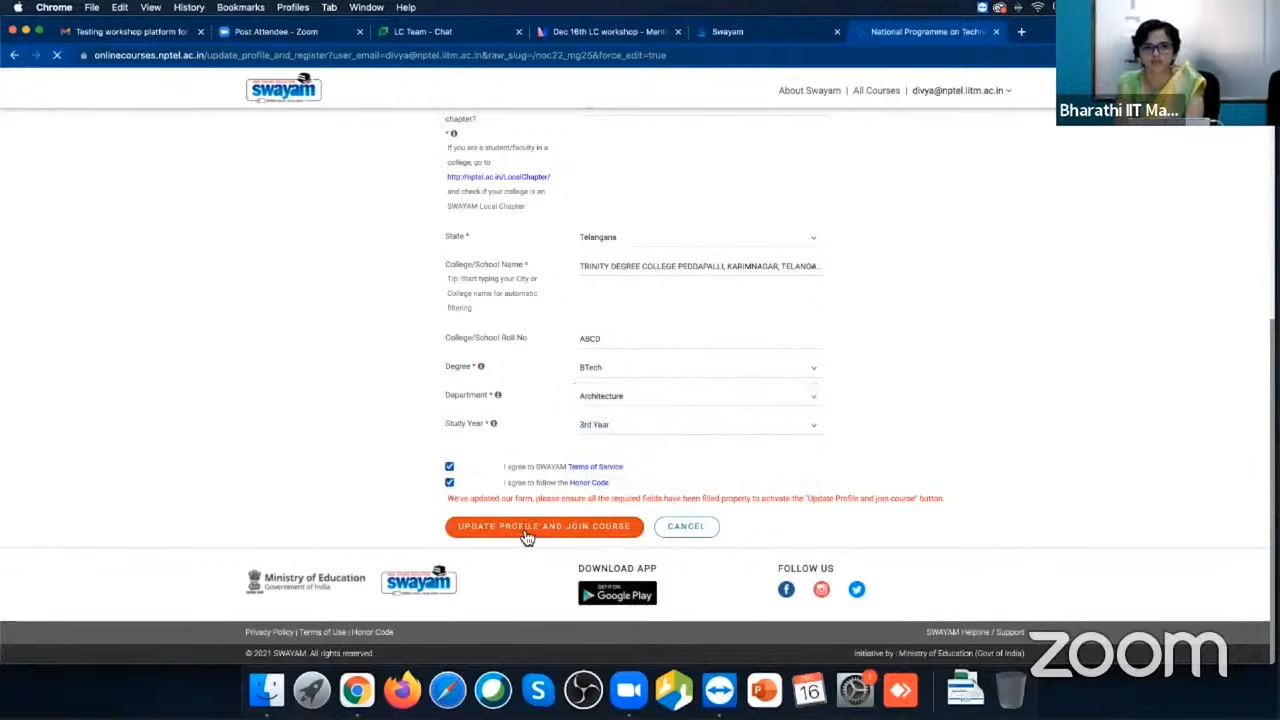 Chrome File Edit View History Bookmarks Profiles Tab Window Help
Testing workshop platform for
Post Attendee - Zoom
LC Team - Chat
Dec 16th LC workshop - Menti
Swayam
National Programme on Techn
onlinecourses.nptel.ac.in/update_profile_and_register?user_email=divya@nptel.iitm.ac.in&raw_slug=/noc22_mg25&force_edit=true
Bharathi IIT Ma...
swayam
About Swayam | All Courses | divya@nptel.iitm.ac.in
chapter?
*
If you are a student/faculty in a
college, go to
http://nptel.ac.in/LocalChapter/
and check if your college is an
SWAYAM-Local Chapter
State * Telangana
College/School Name * TRINITY DEGREE COLLEGE PEDDAPALLI, KARIMNAGAR, TELANGA...
Tip: Start typing your City or
College name for automatic
filtering
College/School Roll No ABCD
Degree * BTech
Department * Architecture
Study Year * 3rd Year
I agree to SWAYAM Terms of Service.
I agree to follow the Honor Code.
We've updated our form, please ensure all the required fields have been filled properly to activate the "Update Profile and join course" button.
UPDATE PROFILE AND JOIN COURSE CANCEL
Ministry of Education
Government of India
swayam
DOWNLOAD APP
GET IT ON
Google Play
FOLLOW US
Privacy Policy | Terms of Use | Honor Code
SWAYAM Helpline / Support
© 2021 SWAYAM. All rights reserved.
Initiative by : Ministry of Education (Govt of India)
zoom
DEC
16
1